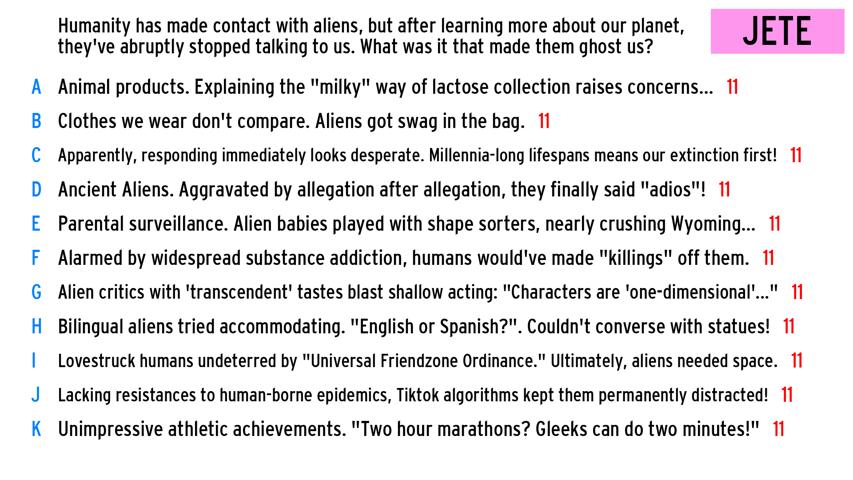 Humanity has made contact with aliens, but after learning more about our planet,
they've abruptly stopped talking to us. What was it that made them ghost us?
JETE
A Animal products. Explaining the "milky" way of lactose collection raises concerns... 11
B Clothes we wear don't compare. Aliens got swag in the bag. 11
C Apparently, responding immediately looks desperate. Millennia-long lifespans means our extinction first! 11
D Ancient Aliens. Aggravated by allegation after allegation, they finally said "adios"! 11
E Parental surveillance. Alien babies played with shape sorters, nearly crushing Wyoming... 11
F Alarmed by widespread substance addiction, humans would've made "killings" off them. 11
G Alien critics with 'transcendent' tastes blast shallow acting: "Characters are 'one-dimensional'..." 11
H Bilingual aliens tried accommodating. "English or Spanish?". Couldn't converse with statues! 11
I Lovestruck humans undeterred by "Universal Friendzone Ordinance." Ultimately, aliens needed space. 11
J Lacking resistances to human-borne epidemics, Tiktok algorithms kept them permanently distracted! 11
K Unimpressive athletic achievements. "Two hour marathons? Gleeks can do two minutes!" 11